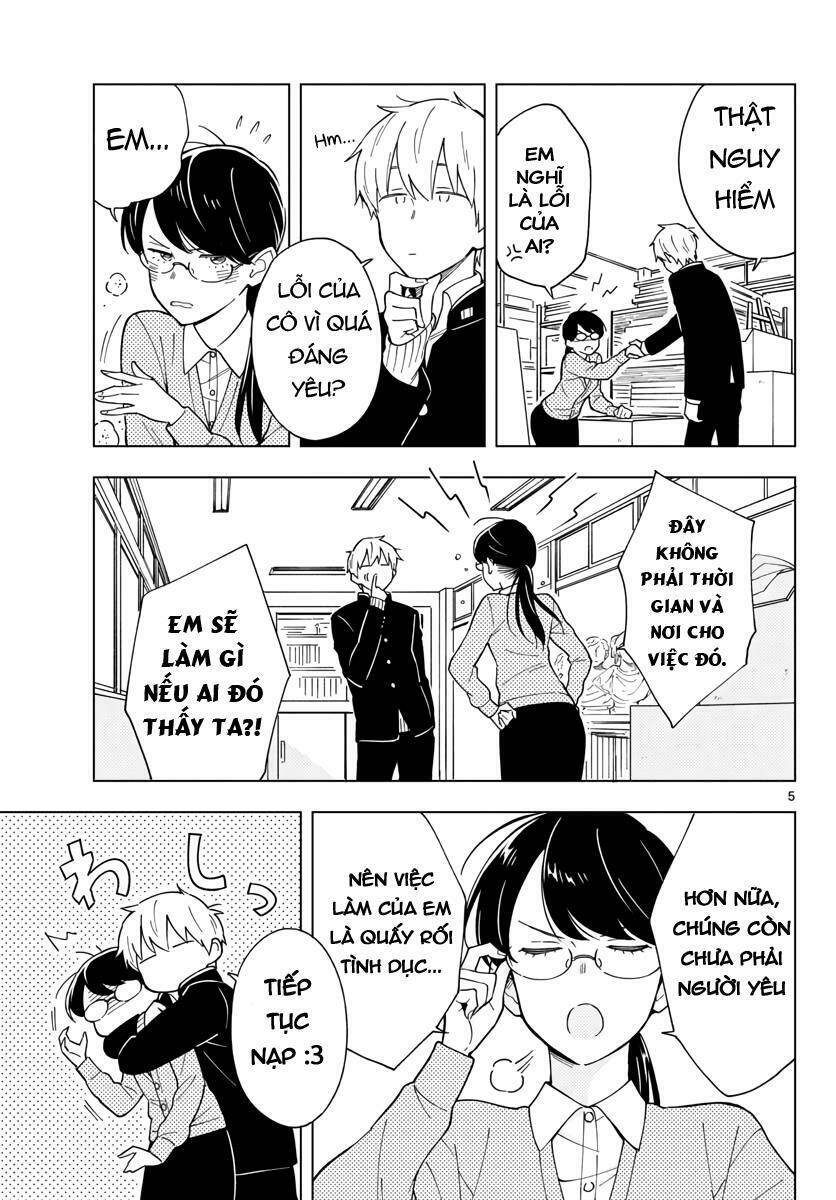 THẬT
NGUY
HIỂM
EM
NGHĨ
LÀ LỖI
CỦA
AI?
Hm...
LỖI CỦA
CÔ VÌ QUÁ
ĐÁNG
YÊU?
EM...
ĐÂY
KHÔNG
PHẢI THỜI
GIAN VÀ
NƠI CHO
VIỆC ĐÓ.
EM SẼ
LÀM GÌ
NẾU AI ĐÓ
THẤY TA?!
5
HƠN NỮA,
CHÚNG CÒN
CHƯA PHẢI
NGƯỜI YÊU
NÊN VIỆC
LÀM CỦA EM
LÀ QUẤY RỐI
TÌNH DỤC...
わしっ
TIẾP
TỤC
NẠP :3